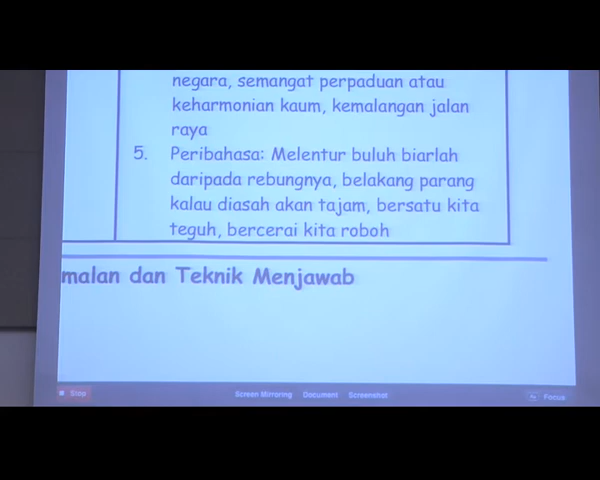 negara, semangat perpaduan atau
keharmonian kaum, kemalangan jalan
raya
5. Peribahasa: Melentur buluh biarlah
daripada rebungnya, belakang parang
kalau diasah akan tajam, bersatu kita
teguh, bercerai kita roboh
malan dan Teknik Menjawab
Stop Screen Mirroring Document Screenshot Focus